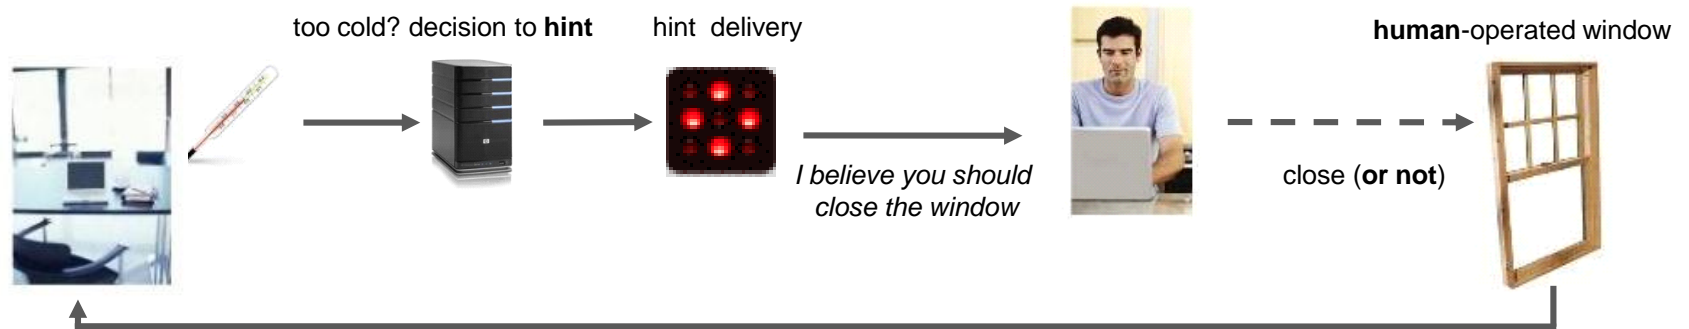 too cold? decision to hint
hint delivery
human-operated window
I believe you should
close the window
close (or not)